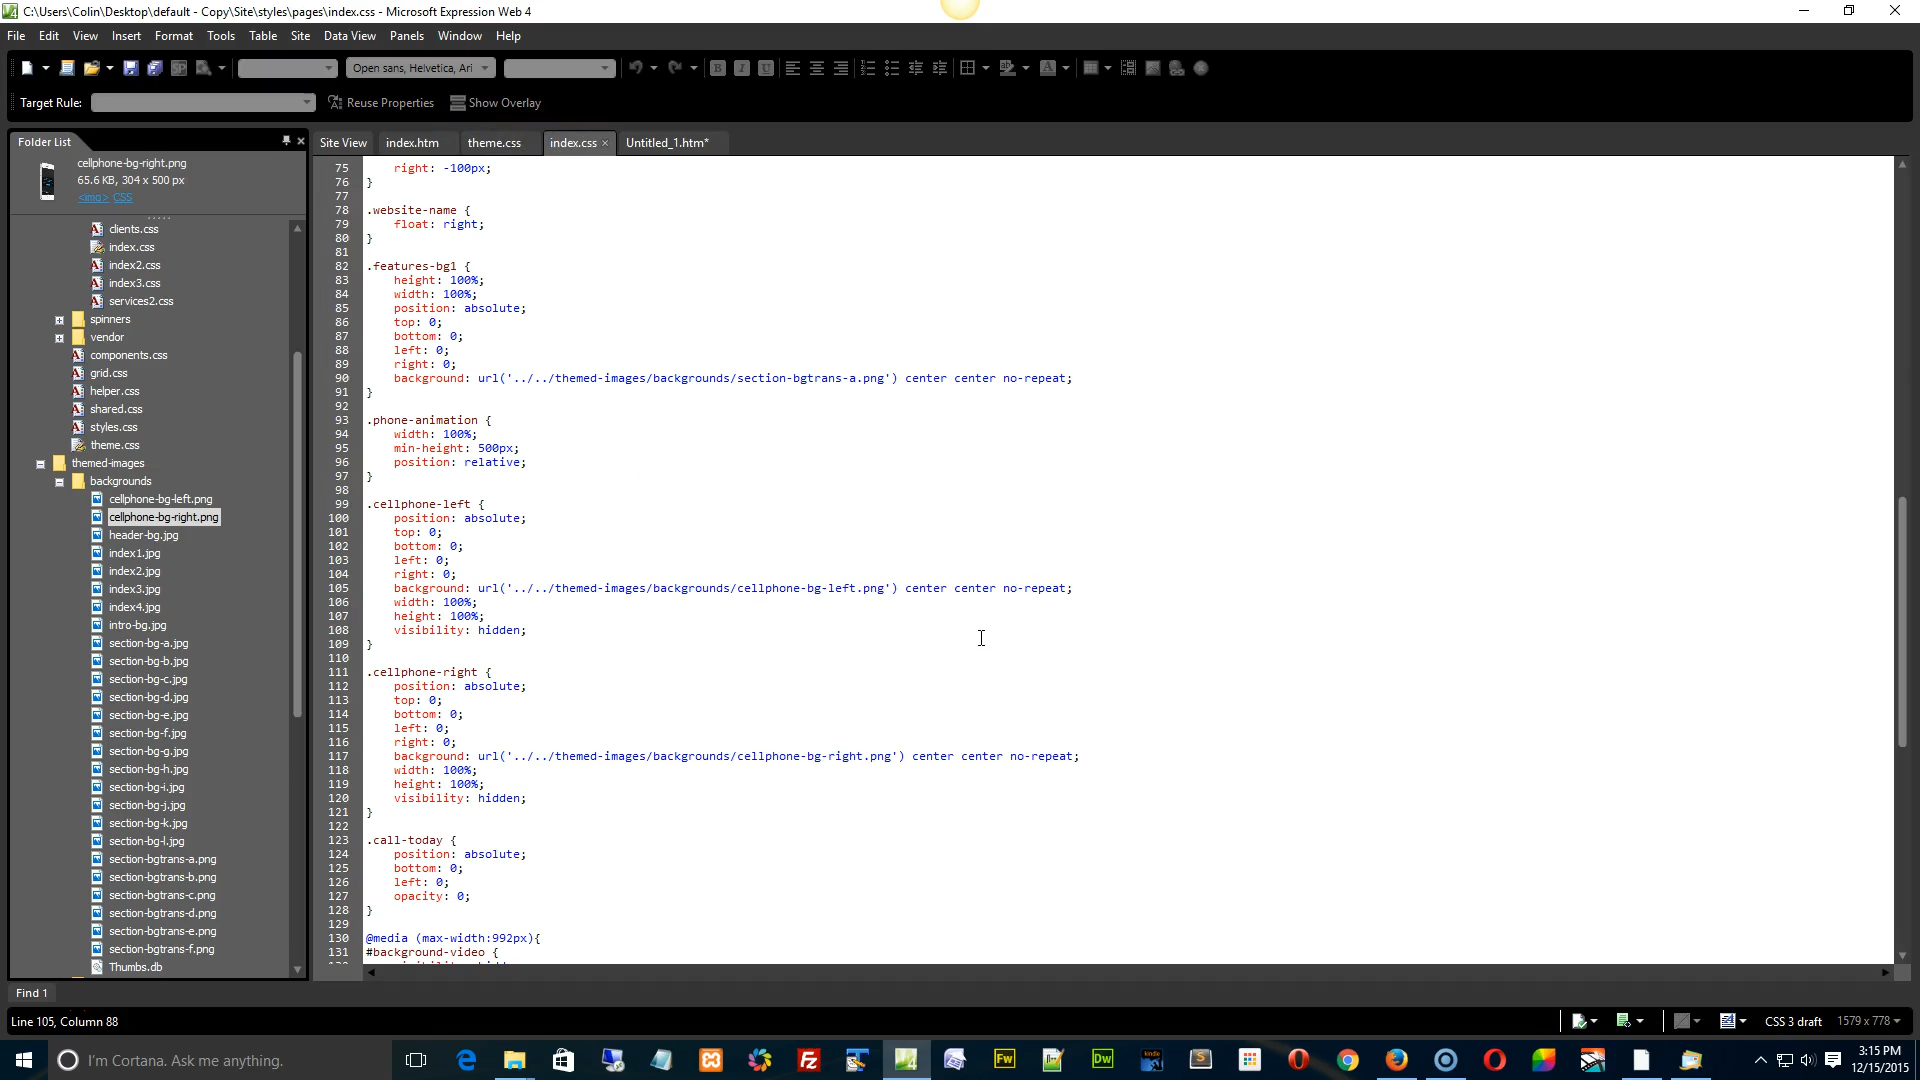 C:\Users\Colin\Desktop\default - Copy\Site\styles\pages\index.css - Microsoft Expression Web 4
File Edit View Insert Format Tools Table Site Data View Panels Window Help
Open sans, Helvetica, Ari
Target Rule: Reuse Properties Show Overlay
Folder List
cellphone-bg-right.png
65.6 KB, 304 x 500 px
<img> CSS
clients.css
index.css
index2.css
index3.css
services2.css
spinners
vendor
components.css
grid.css
helper.css
shared.css
styles.css
theme.css
themed-images
backgrounds
cellphone-bg-left.png
cellphone-bg-right.png
header-bg.jpg
index1.jpg
index2.jpg
index3.jpg
index4.jpg
intro-bg.jpg
section-bg-a.jpg
section-bg-b.jpg
section-bg-c.jpg
section-bg-d.jpg
section-bg-e.jpg
section-bg-f.jpg
section-bg-g.jpg
section-bg-h.jpg
section-bg-i.jpg
section-bg-j.jpg
section-bg-k.jpg
section-bg-l.jpg
section-bgtrans-a.png
section-bgtrans-b.png
section-bgtrans-c.png
section-bgtrans-d.png
section-bgtrans-e.png
section-bgtrans-f.png
Thumbs.db
Site View index.htm theme.css index.css Untitled_1.htm*
75 right: -100px;
76 }
77
78 .website-name {
79 float: right;
80 }
81
82 .features-bg1 {
83 height: 100%;
84 width: 100%;
85 position: absolute;
86 top: 0;
87 bottom: 0;
88 left: 0;
89 right: 0;
90 background: url('../../themed-images/backgrounds/section-bgtrans-a.png') center center no-repeat;
91 }
92
93 .phone-animation {
94 width: 100%;
95 min-height: 500px;
96 position: relative;
97 }
98
99 .cellphone-left {
100 position: absolute;
101 top: 0;
102 bottom: 0;
103 left: 0;
104 right: 0;
105 background: url('../../themed-images/backgrounds/cellphone-bg-left.png') center center no-repeat;
106 width: 100%;
107 height: 100%;
108 visibility: hidden;
109 }
110
111 .cellphone-right {
112 position: absolute;
113 top: 0;
114 bottom: 0;
115 left: 0;
116 right: 0;
117 background: url('../../themed-images/backgrounds/cellphone-bg-right.png') center center no-repeat;
118 width: 100%;
119 height: 100%;
120 visibility: hidden;
121 }
122
123 .call-today {
124 position: absolute;
125 bottom: 0;
126 left: 0;
127 opacity: 0;
128 }
129
130 @media (max-width:992px){
131 #background-video {
Find 1
Line 105, Column 88
CSS 3 draft 1579 x 778
I'm Cortana. Ask me anything.
Fw
Dw
kindle
3:15 PM
12/15/2015